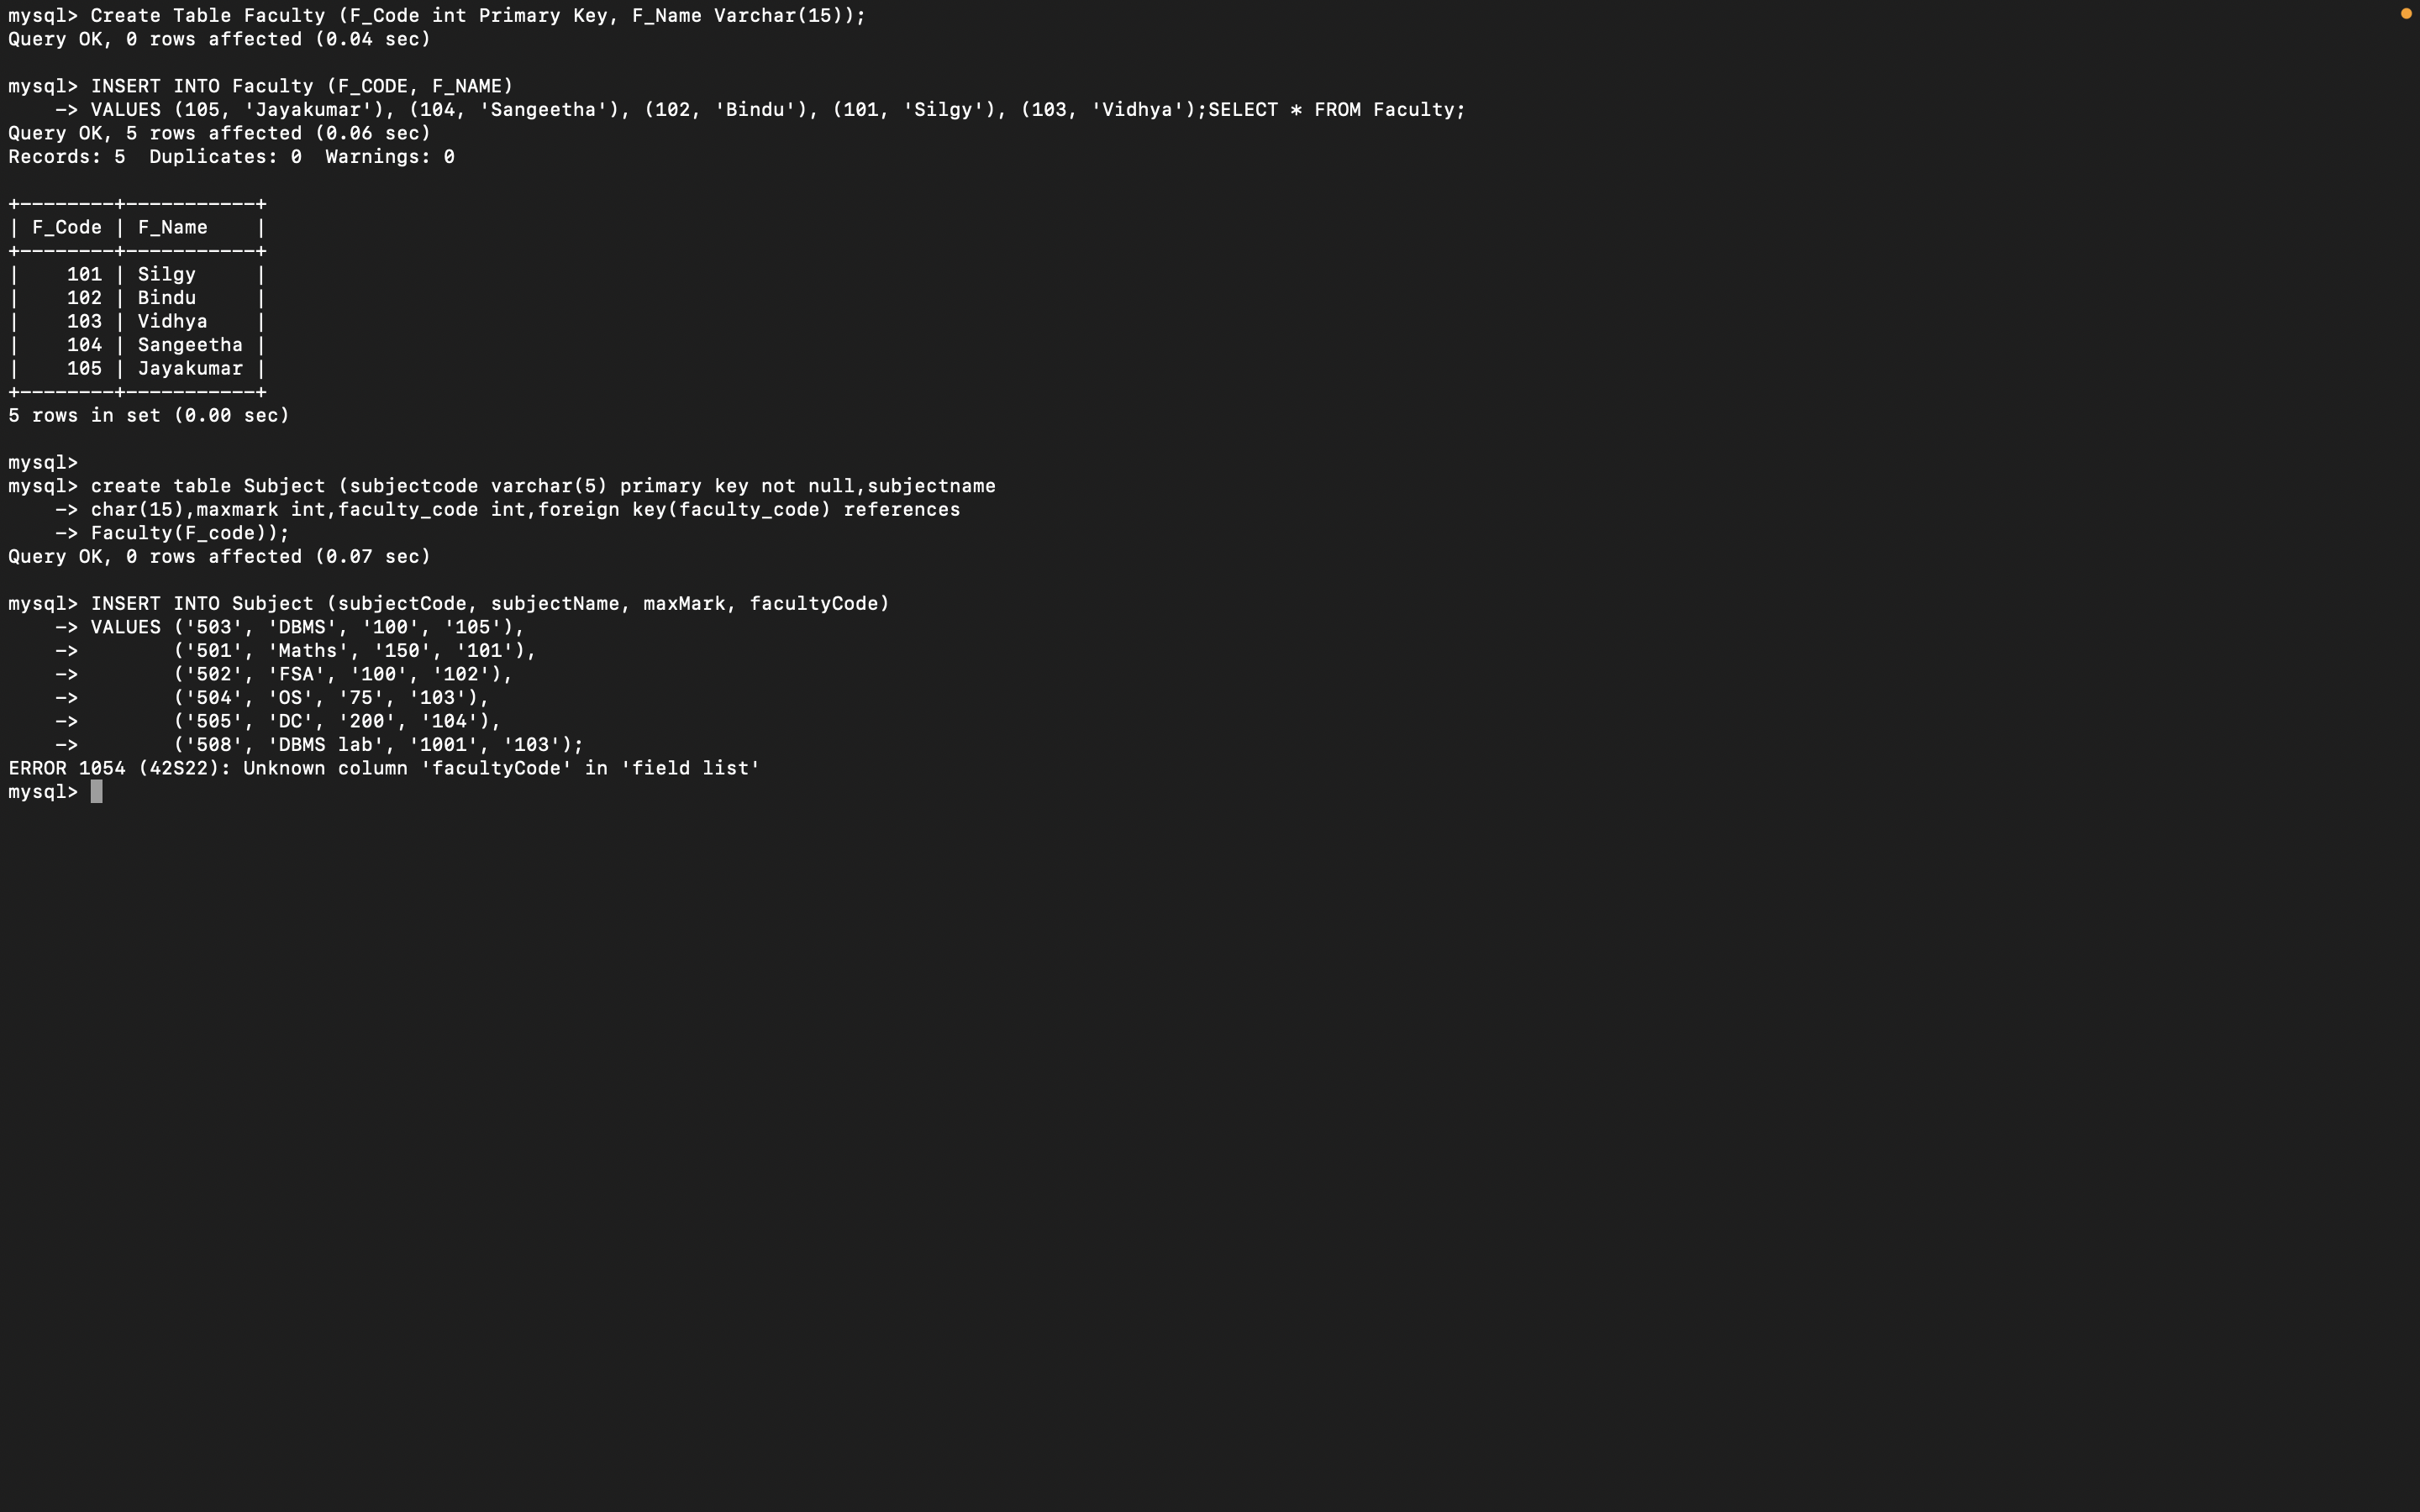 mysql> Create Table Faculty (F_Code int Primary Key, F_Name Varchar(15));
Query OK, 0 rows affected (0.04 sec)

mysql> INSERT INTO Faculty (F_CODE, F_NAME)
    -> VALUES (105, 'Jayakumar'), (104, 'Sangeetha'), (102, 'Bindu'), (101, 'Silgy'), (103, 'Vidhya');SELECT * FROM Faculty;
Query OK, 5 rows affected (0.06 sec)
Records: 5  Duplicates: 0  Warnings: 0

+--------+-----------+
| F_Code | F_Name    |
+--------+-----------+
|    101 | Silgy     |
|    102 | Bindu     |
|    103 | Vidhya    |
|    104 | Sangeetha |
|    105 | Jayakumar |
+--------+-----------+
5 rows in set (0.00 sec)

mysql>
mysql> create table Subject (subjectcode varchar(5) primary key not null,subjectname
    -> char(15),maxmark int,faculty_code int,foreign key(faculty_code) references
    -> Faculty(F_code));
Query OK, 0 rows affected (0.07 sec)

mysql> INSERT INTO Subject (subjectCode, subjectName, maxMark, facultyCode)
    -> VALUES ('503', 'DBMS', '100', '105'),
    ->        ('501', 'Maths', '150', '101'),
    ->        ('502', 'FSA', '100', '102'),
    ->        ('504', 'OS', '75', '103'),
    ->        ('505', 'DC', '200', '104'),
    ->        ('508', 'DBMS lab', '1001', '103');
ERROR 1054 (42S22): Unknown column 'facultyCode' in 'field list'
mysql>